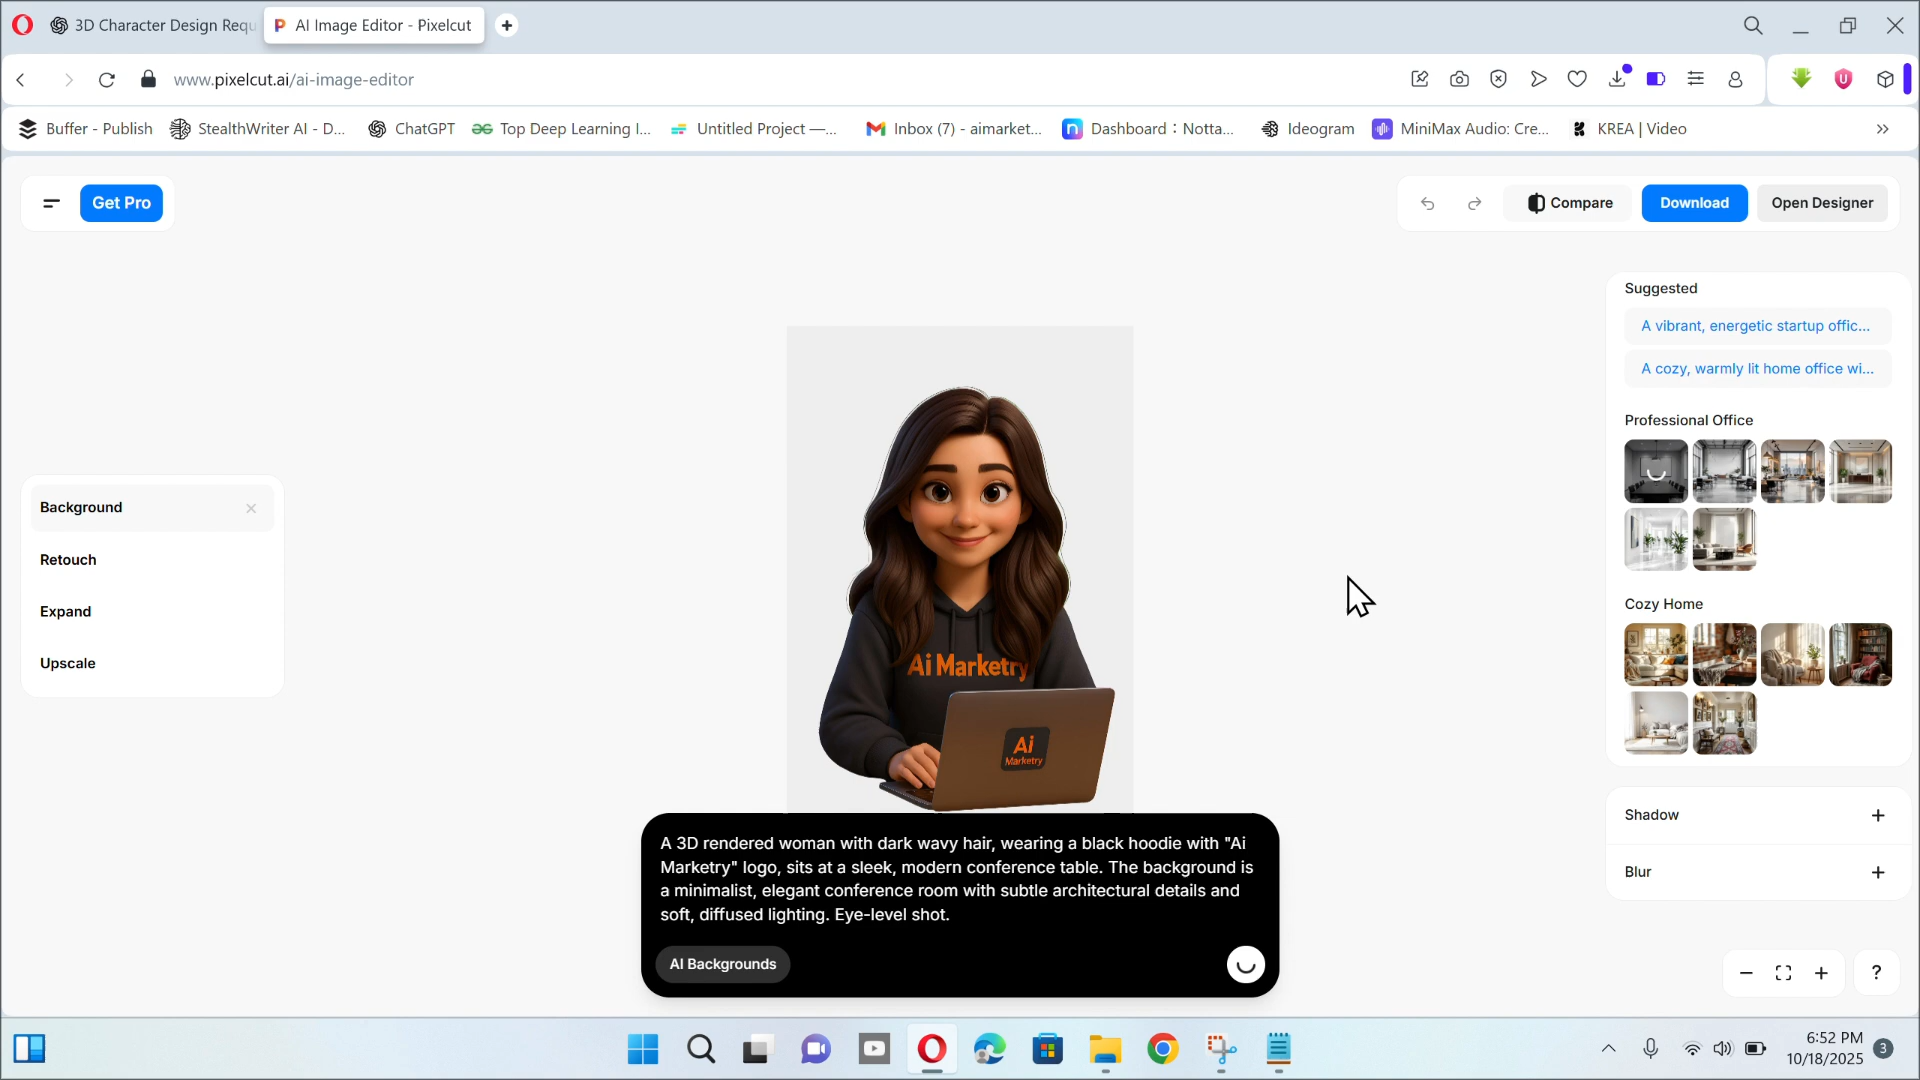 3D Character Design Requ
AI Image Editor - Pixelcut
www.pixelcut.ai/ai-image-editor
Buffer - Publish
StealthWriter AI - D...
ChatGPT
Top Deep Learning I...
Untitled Project —...
Inbox (7) - aimarket...
Dashboard : Notta...
Ideogram
MiniMax Audio: Cre...
KREA | Video
Get Pro
Compare
Download
Open Designer
Suggested
A vibrant, energetic startup offic...
A cozy, warmly lit home office wi...
Professional Office
Background
Retouch
Expand
Upscale
Cozy Home
Ai Marketry
Ai
Marketry
Shadow
Blur
A 3D rendered woman with dark wavy hair, wearing a black hoodie with "Ai
Marketry" logo, sits at a sleek, modern conference table. The background is
a minimalist, elegant conference room with subtle architectural details and
soft, diffused lighting. Eye-level shot.
AI Backgrounds
?
6:52 PM
10/18/2025
3